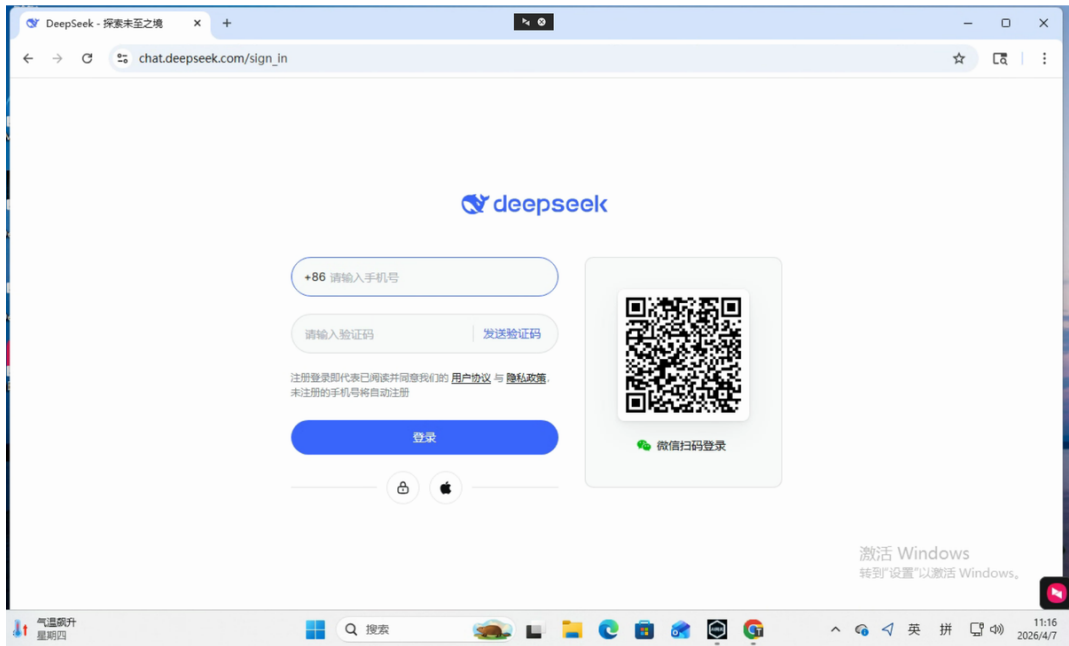 DeepSeek - 探索未至之境
chat.deepseek.com/sign_in
deepseek
+86 请输入手机号
请输入验证码 发送验证码
注册登录即代表已阅读并同意我们的 用户协议 与 隐私政策，
未注册的手机号将自动注册
登录
微信扫码登录
激活 Windows
转到“设置”以激活 Windows。
气温飙升
星期四
搜索
英 拼
11:16
2026/4/7